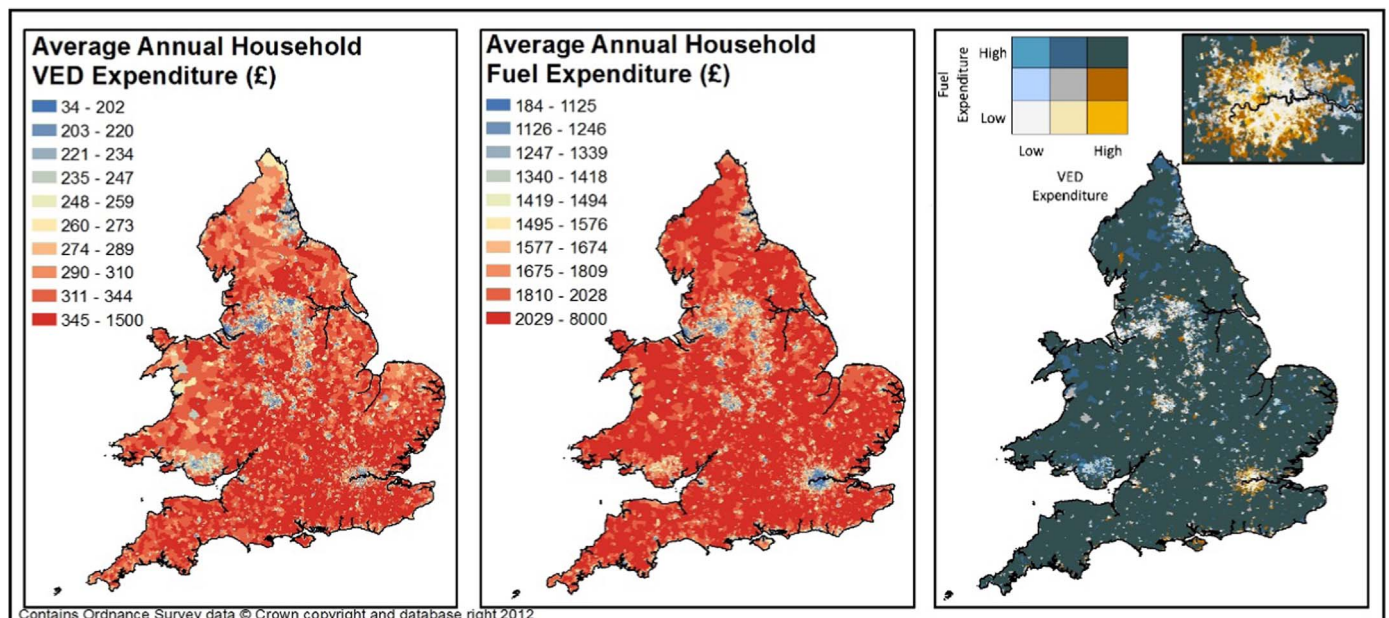 Average Annual Household
VED Expenditure (£)
34 - 202
203 - 220
221 - 234
235 - 247
248 - 259
260 - 273
274 - 289
290 - 310
311 - 344
345 - 1500
Average Annual Household
Fuel Expenditure (£)
184 - 1125
1126 - 1246
1247 - 1339
1340 - 1418
1419 - 1494
1495 - 1576
1577 - 1674
1675 - 1809
1810 - 2028
2029 - 8000
High
Fuel
Expenditure
Low
Low
High
VED
Expenditure
Contains Ordnance Survey data © Crown copyright and database right 2012